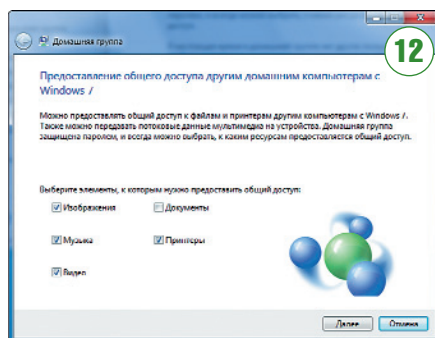 12
Домашняя группа
Предоставление общего доступа другим домашним компьютерам с
Windows 7
Можно предоставлять общий доступ к файлам и принтерам другим компьютерам с Windows 7.
Также можно передавать потоковые данные мультимедиа на устройства. Домашняя группа
защищена паролем, и всегда можно выбрать, к каким ресурсам предоставляется общий доступ.
Выберите элементы, к которым нужно предоставить общий доступ:
Изображения
Документы
Музыка
Принтеры
Видео
Далее
Отмена